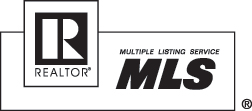 R
REALTOR®
MULTIPLE LISTING SERVICE
MLS
®